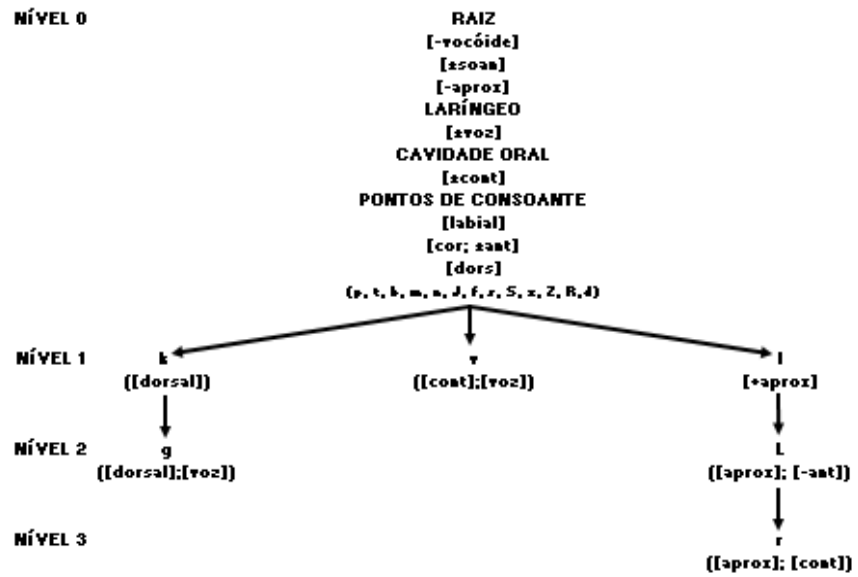 NÍVEL 0 RAIZ
[-vocóide]
[±soan]
[-aprox]
LARÍNGEO
[±voz]
CAVIDADE ORAL
[±cont]
PONTOS DE CONSOANTE
[labial]
[cor; ±ant]
[dors]
(p, t, b, m, n, J, f, s, S, z, Z, R,d)
NÍVEL 1 k v l
([dorsal]) ([cont];[voz]) [+aprox]
NÍVEL 2 g L
([dorsal];[voz]) ([aprox]; [-ant])
NÍVEL 3 r
([aprox]; [cont])